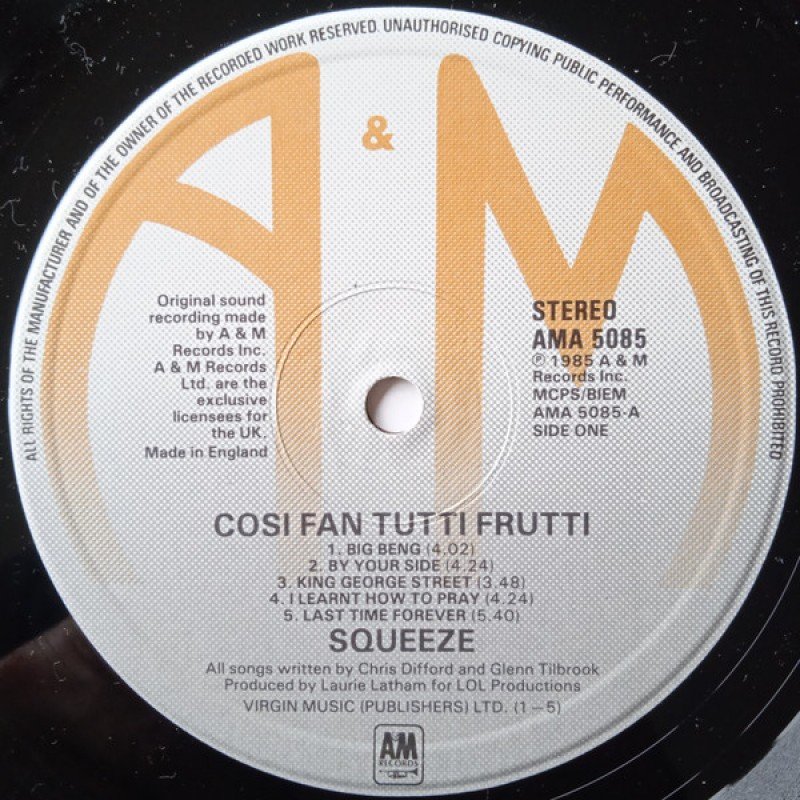 ALL RIGHTS OF THE MANUFACTURER AND OF THE OWNER OF THE RECORDED WORK RESERVED. UNAUTHORISED COPYING PUBLIC PERFORMANCE AND BROADCASTING OF THIS RECORD PROHIBITED
A & M
Original sound
recording made
by A & M
Records Inc.
A & M Records
Ltd. are the
exclusive
licensees for
the UK.
Made in England
STEREO
AMA 5085
℗ 1985 A & M
Records Inc.
MCPS/BIEM
AMA 5085-A
SIDE ONE
COSI FAN TUTTI FRUTTI
1. BIG BENG (4.02)
2. BY YOUR SIDE (4.24)
3. KING GEORGE STREET (3.48)
4. I LEARNT HOW TO PRAY (4.24)
5. LAST TIME FOREVER (5.40)
SQUEEZE
All songs written by Chris Difford and Glenn Tilbrook
Produced by Laurie Latham for LOL Productions
VIRGIN MUSIC (PUBLISHERS) LTD. (1–5)
AM
RECORDS